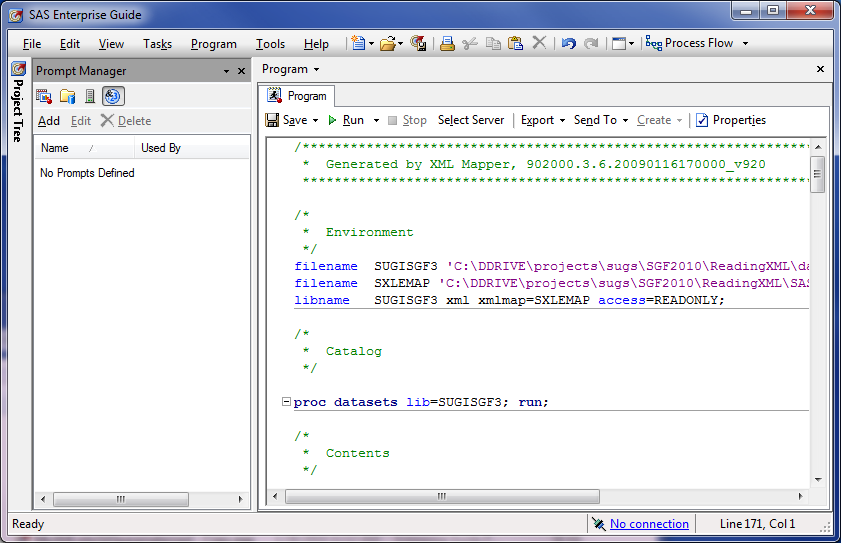 SAS Enterprise Guide
File Edit View Tasks Program Tools Help Process Flow
Project Tree
Prompt Manager
Add Edit Delete
Name Used By
No Prompts Defined
Program
Program
Save Run Stop Select Server Export Send To Create Properties
/****************************************************************
* Generated by XML Mapper, 902000.3.6.20090116170000_v920
****************************************************************
/*
* Environment
*/
filename SUGISGF3 'C:\DDRIVE\projects\sugs\SGF2010\ReadingXML\da
filename SXLEMAP 'C:\DDRIVE\projects\sugs\SGF2010\ReadingXML\SAS
libname SUGISGF3 xml xmlmap=SXLEMAP access=READONLY;
/*
* Catalog
*/
proc datasets lib=SUGISGF3; run;
/*
* Contents
*/
Ready
No connection
Line 171, Col 1